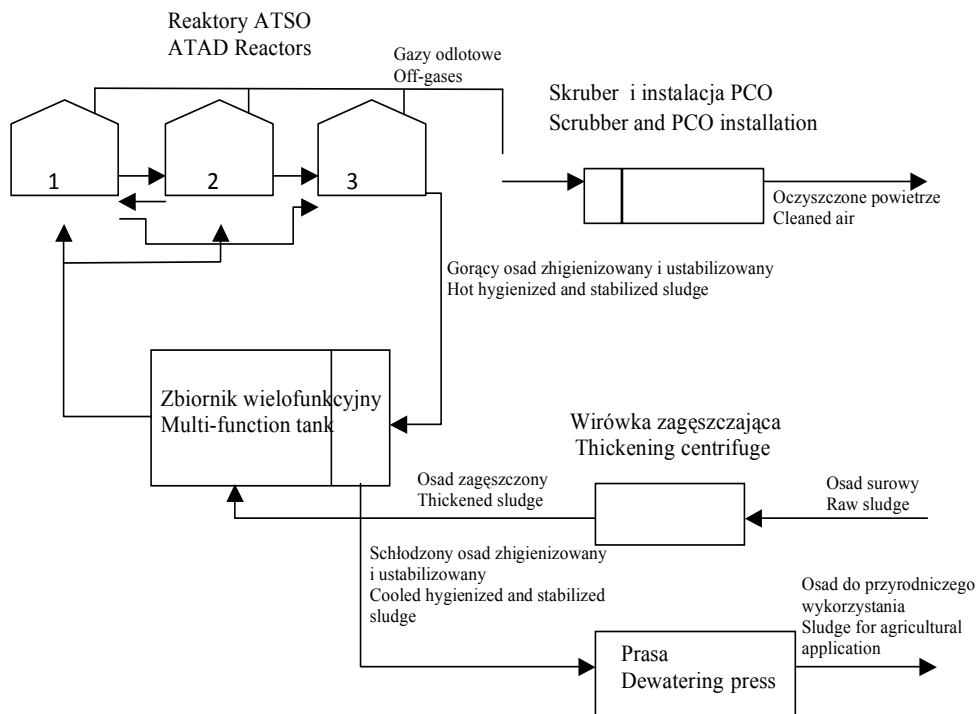 Reaktory ATSO
ATAD Reactors
Gazy odlotowe
Off-gases
Skruber i instalacja PCO
Scrubber and PCO installation
1
2
3
Oczyszczone powietrze
Cleaned air
Gorący osad zhigienizowany i ustabilizowany
Hot hygienized and stabilized sludge
Zbiornik wielofunkcyjny
Multi-function tank
Wirówka zagęszczająca
Thickening centrifuge
Osad zagęszczony
Thickened sludge
Osad surowy
Raw sludge
Schłodzony osad zhigienizowany
i ustabilizowany
Cooled hygienized and stabilized
sludge
Osad do przyrodniczego
wykorzystania
Sludge for agricultural
application
Prasa
Dewatering press